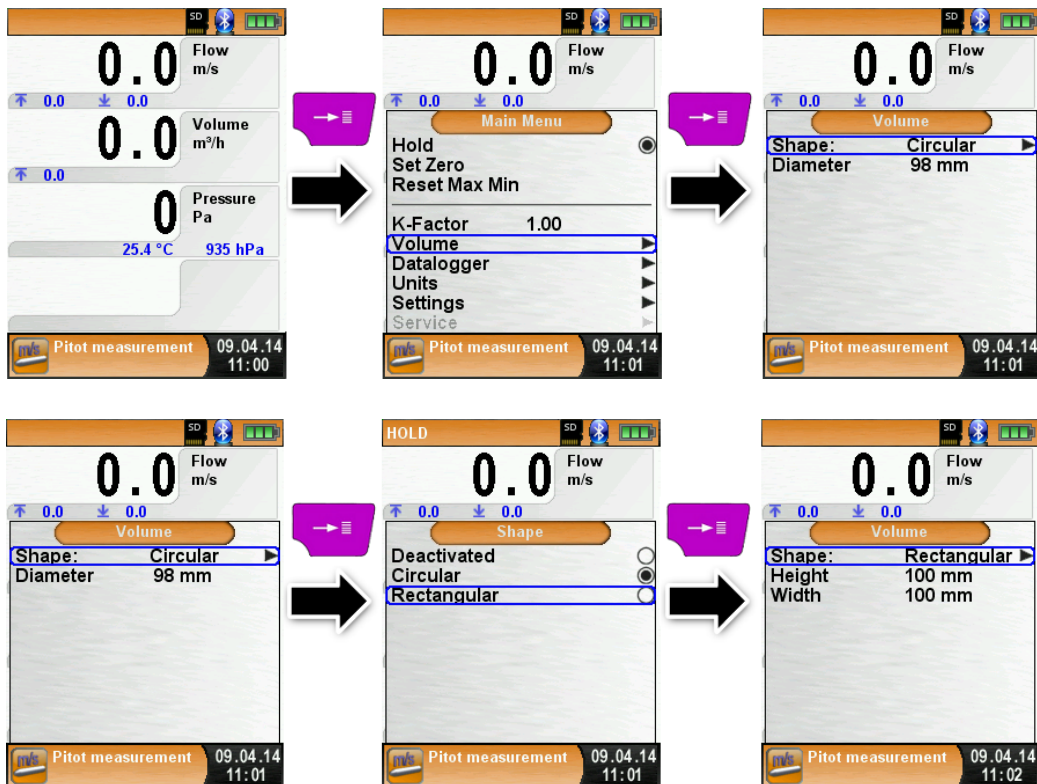 SD
0.0 Flow
m/s
0.0 0.0
0.0 Volume
m³/h
0.0
0 Pressure
Pa
25.4 °C 935 hPa
m/s Pitot measurement 09.04.14
11:00
SD
0.0 Flow
m/s
0.0 0.0
Main Menu
Hold
Set Zero
Reset Max Min
K-Factor 1.00
Volume
Datalogger
Units
Settings
Service
m/s Pitot measurement 09.04.14
11:01
SD
0.0 Flow
m/s
0.0 0.0
Volume
Shape: Circular
Diameter 98 mm
m/s Pitot measurement 09.04.14
11:01
SD
0.0 Flow
m/s
0.0 0.0
Volume
Shape: Circular
Diameter 98 mm
m/s Pitot measurement 09.04.14
11:01
HOLD SD
0.0 Flow
m/s
0.0 0.0
Shape
Deactivated
Circular
Rectangular
m/s Pitot measurement 09.04.14
11:01
SD
0.0 Flow
m/s
0.0 0.0
Volume
Shape: Rectangular
Height 100 mm
Width 100 mm
m/s Pitot measurement 09.04.14
11:02